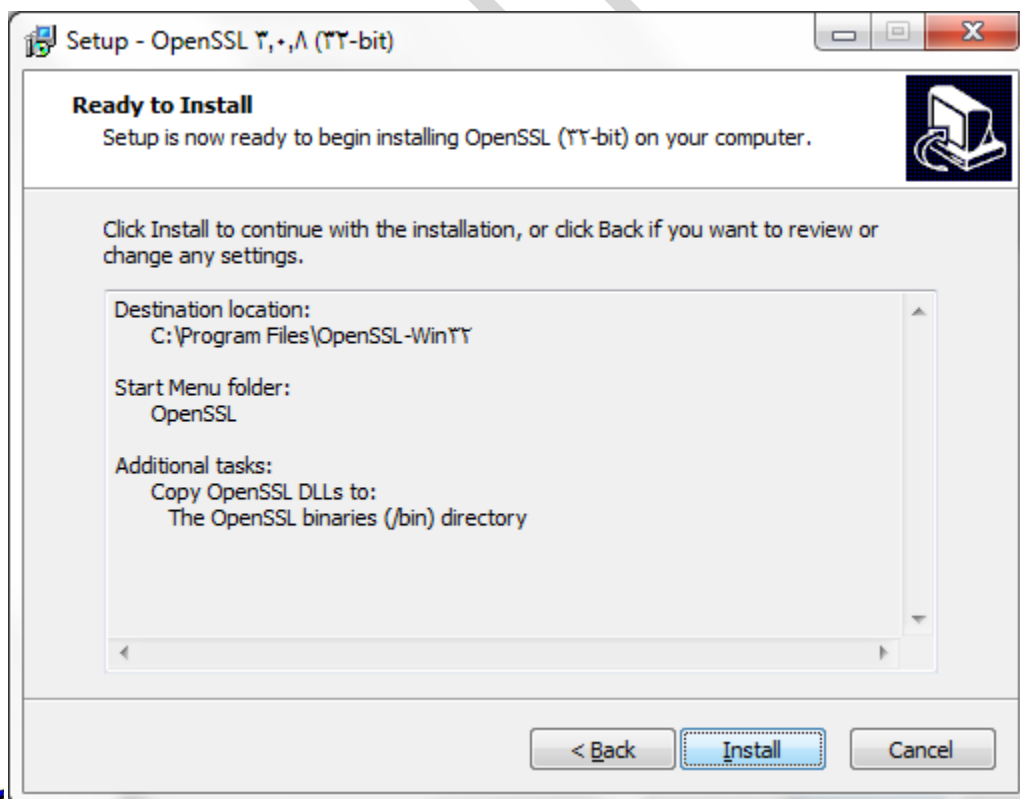 Setup - OpenSSL ۳,۰,۸ (۳۲-bit)
Ready to Install
Setup is now ready to begin installing OpenSSL (۳۲-bit) on your computer.
Click Install to continue with the installation, or click Back if you want to review or
change any settings.
Destination location:
C:\Program Files\OpenSSL-Win۳۲
Start Menu folder:
OpenSSL
Additional tasks:
Copy OpenSSL DLLs to:
The OpenSSL binaries (/bin) directory
< Back
Install
Cancel